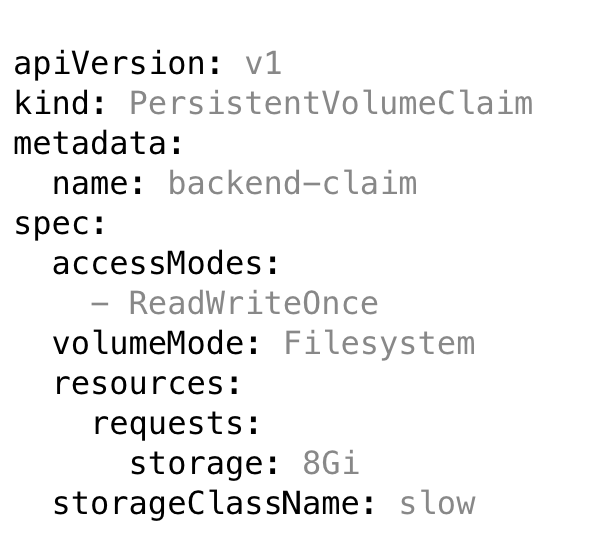 apiVersion: v1
kind: PersistentVolumeClaim
metadata:
  name: backend-claim
spec:
  accessModes:
    - ReadWriteOnce
  volumeMode: Filesystem
  resources:
    requests:
      storage: 8Gi
  storageClassName: slow